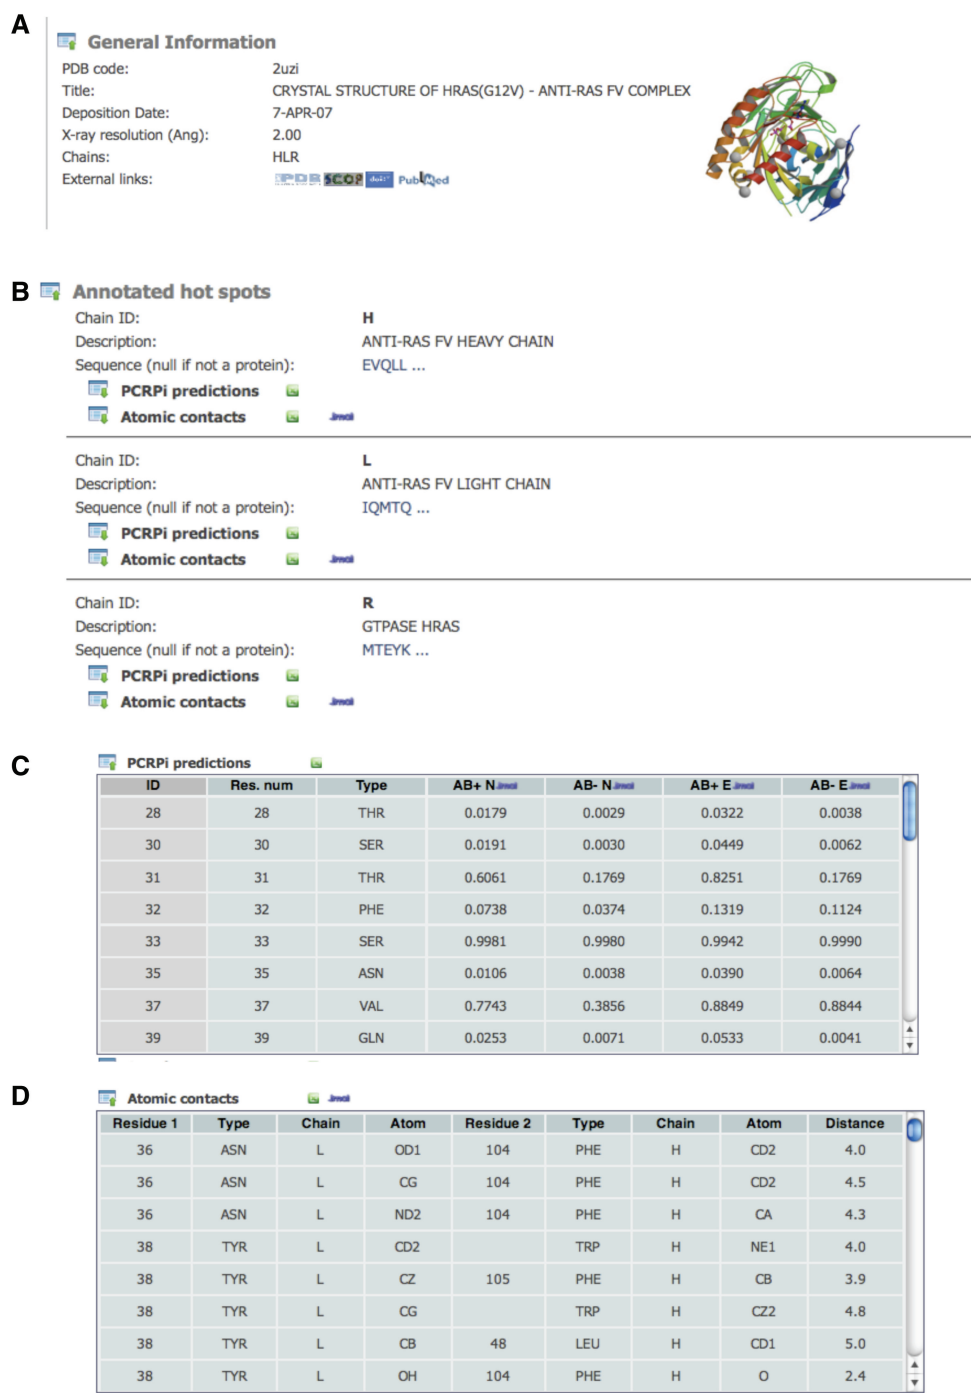 A
General Information
PDB code: 2uzi
Title: CRYSTAL STRUCTURE OF HRAS(G12V) - ANTI-RAS FV COMPLEX
Deposition Date: 7-APR-07
X-ray resolution (Ang): 2.00
Chains: HLR
External links: PDB SCOP doi PubMed
B Annotated hot spots
Chain ID: H
Description: ANTI-RAS FV HEAVY CHAIN
Sequence (null if not a protein): EVQLL ...
PCRPi predictions
Atomic contacts Jmol
Chain ID: L
Description: ANTI-RAS FV LIGHT CHAIN
Sequence (null if not a protein): IQMTQ ...
PCRPi predictions
Atomic contacts Jmol
Chain ID: R
Description: GTPASE HRAS
Sequence (null if not a protein): MTEYK ...
PCRPi predictions
Atomic contacts Jmol
C PCRPi predictions
ID Res. num Type AB+ N Jmol AB- N Jmol AB+ E Jmol AB- E Jmol
28 28 THR 0.0179 0.0029 0.0322 0.0038
30 30 SER 0.0191 0.0030 0.0449 0.0062
31 31 THR 0.6061 0.1769 0.8251 0.1769
32 32 PHE 0.0738 0.0374 0.1319 0.1124
33 33 SER 0.9981 0.9980 0.9942 0.9990
35 35 ASN 0.0106 0.0038 0.0390 0.0064
37 37 VAL 0.7743 0.3856 0.8849 0.8844
39 39 GLN 0.0253 0.0071 0.0533 0.0041
D Atomic contacts Jmol
Residue 1 Type Chain Atom Residue 2 Type Chain Atom Distance
36 ASN L OD1 104 PHE H CD2 4.0
36 ASN L CG 104 PHE H CD2 4.5
36 ASN L ND2 104 PHE H CA 4.3
38 TYR L CD2 TRP H NE1 4.0
38 TYR L CZ 105 PHE H CB 3.9
38 TYR L CG TRP H CZ2 4.8
38 TYR L CB 48 LEU H CD1 5.0
38 TYR L OH 104 PHE H O 2.4